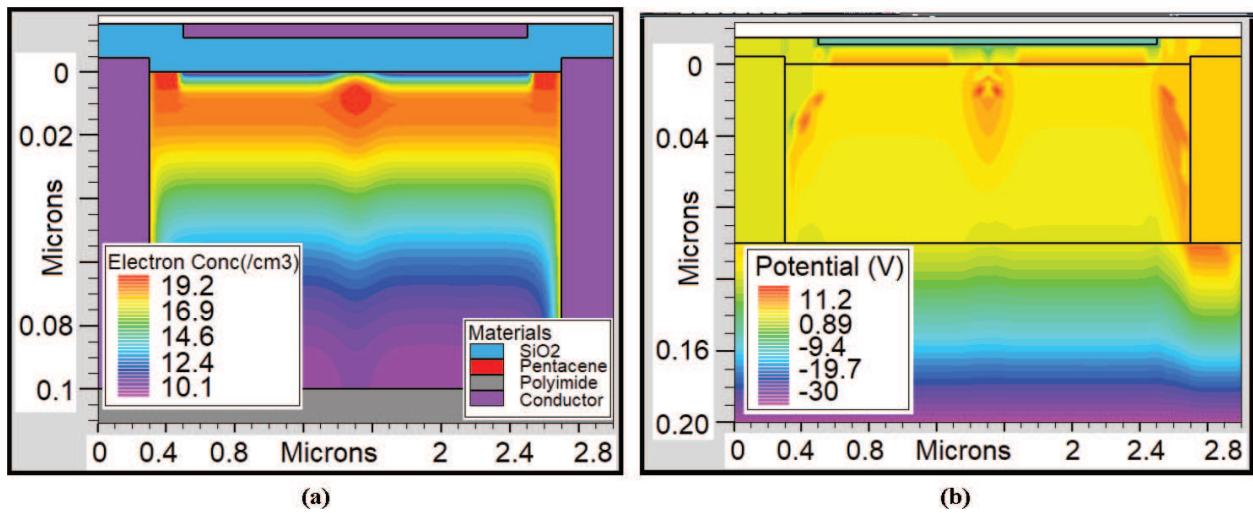 0
0.02
Microns
0.08
0.1
Electron Conc(/cm3)
19.2
16.9
14.6
12.4
10.1
Materials
SiO2
Pentacene
Polyimide
Conductor
0 0.4 0.8 Microns 2 2.4 2.8
(a)
0
0.04
Microns
0.16
0.20
Potential (V)
11.2
0.89
-9.4
-19.7
-30
0 0.4 0.8 Microns 2 2.4 2.8
(b)